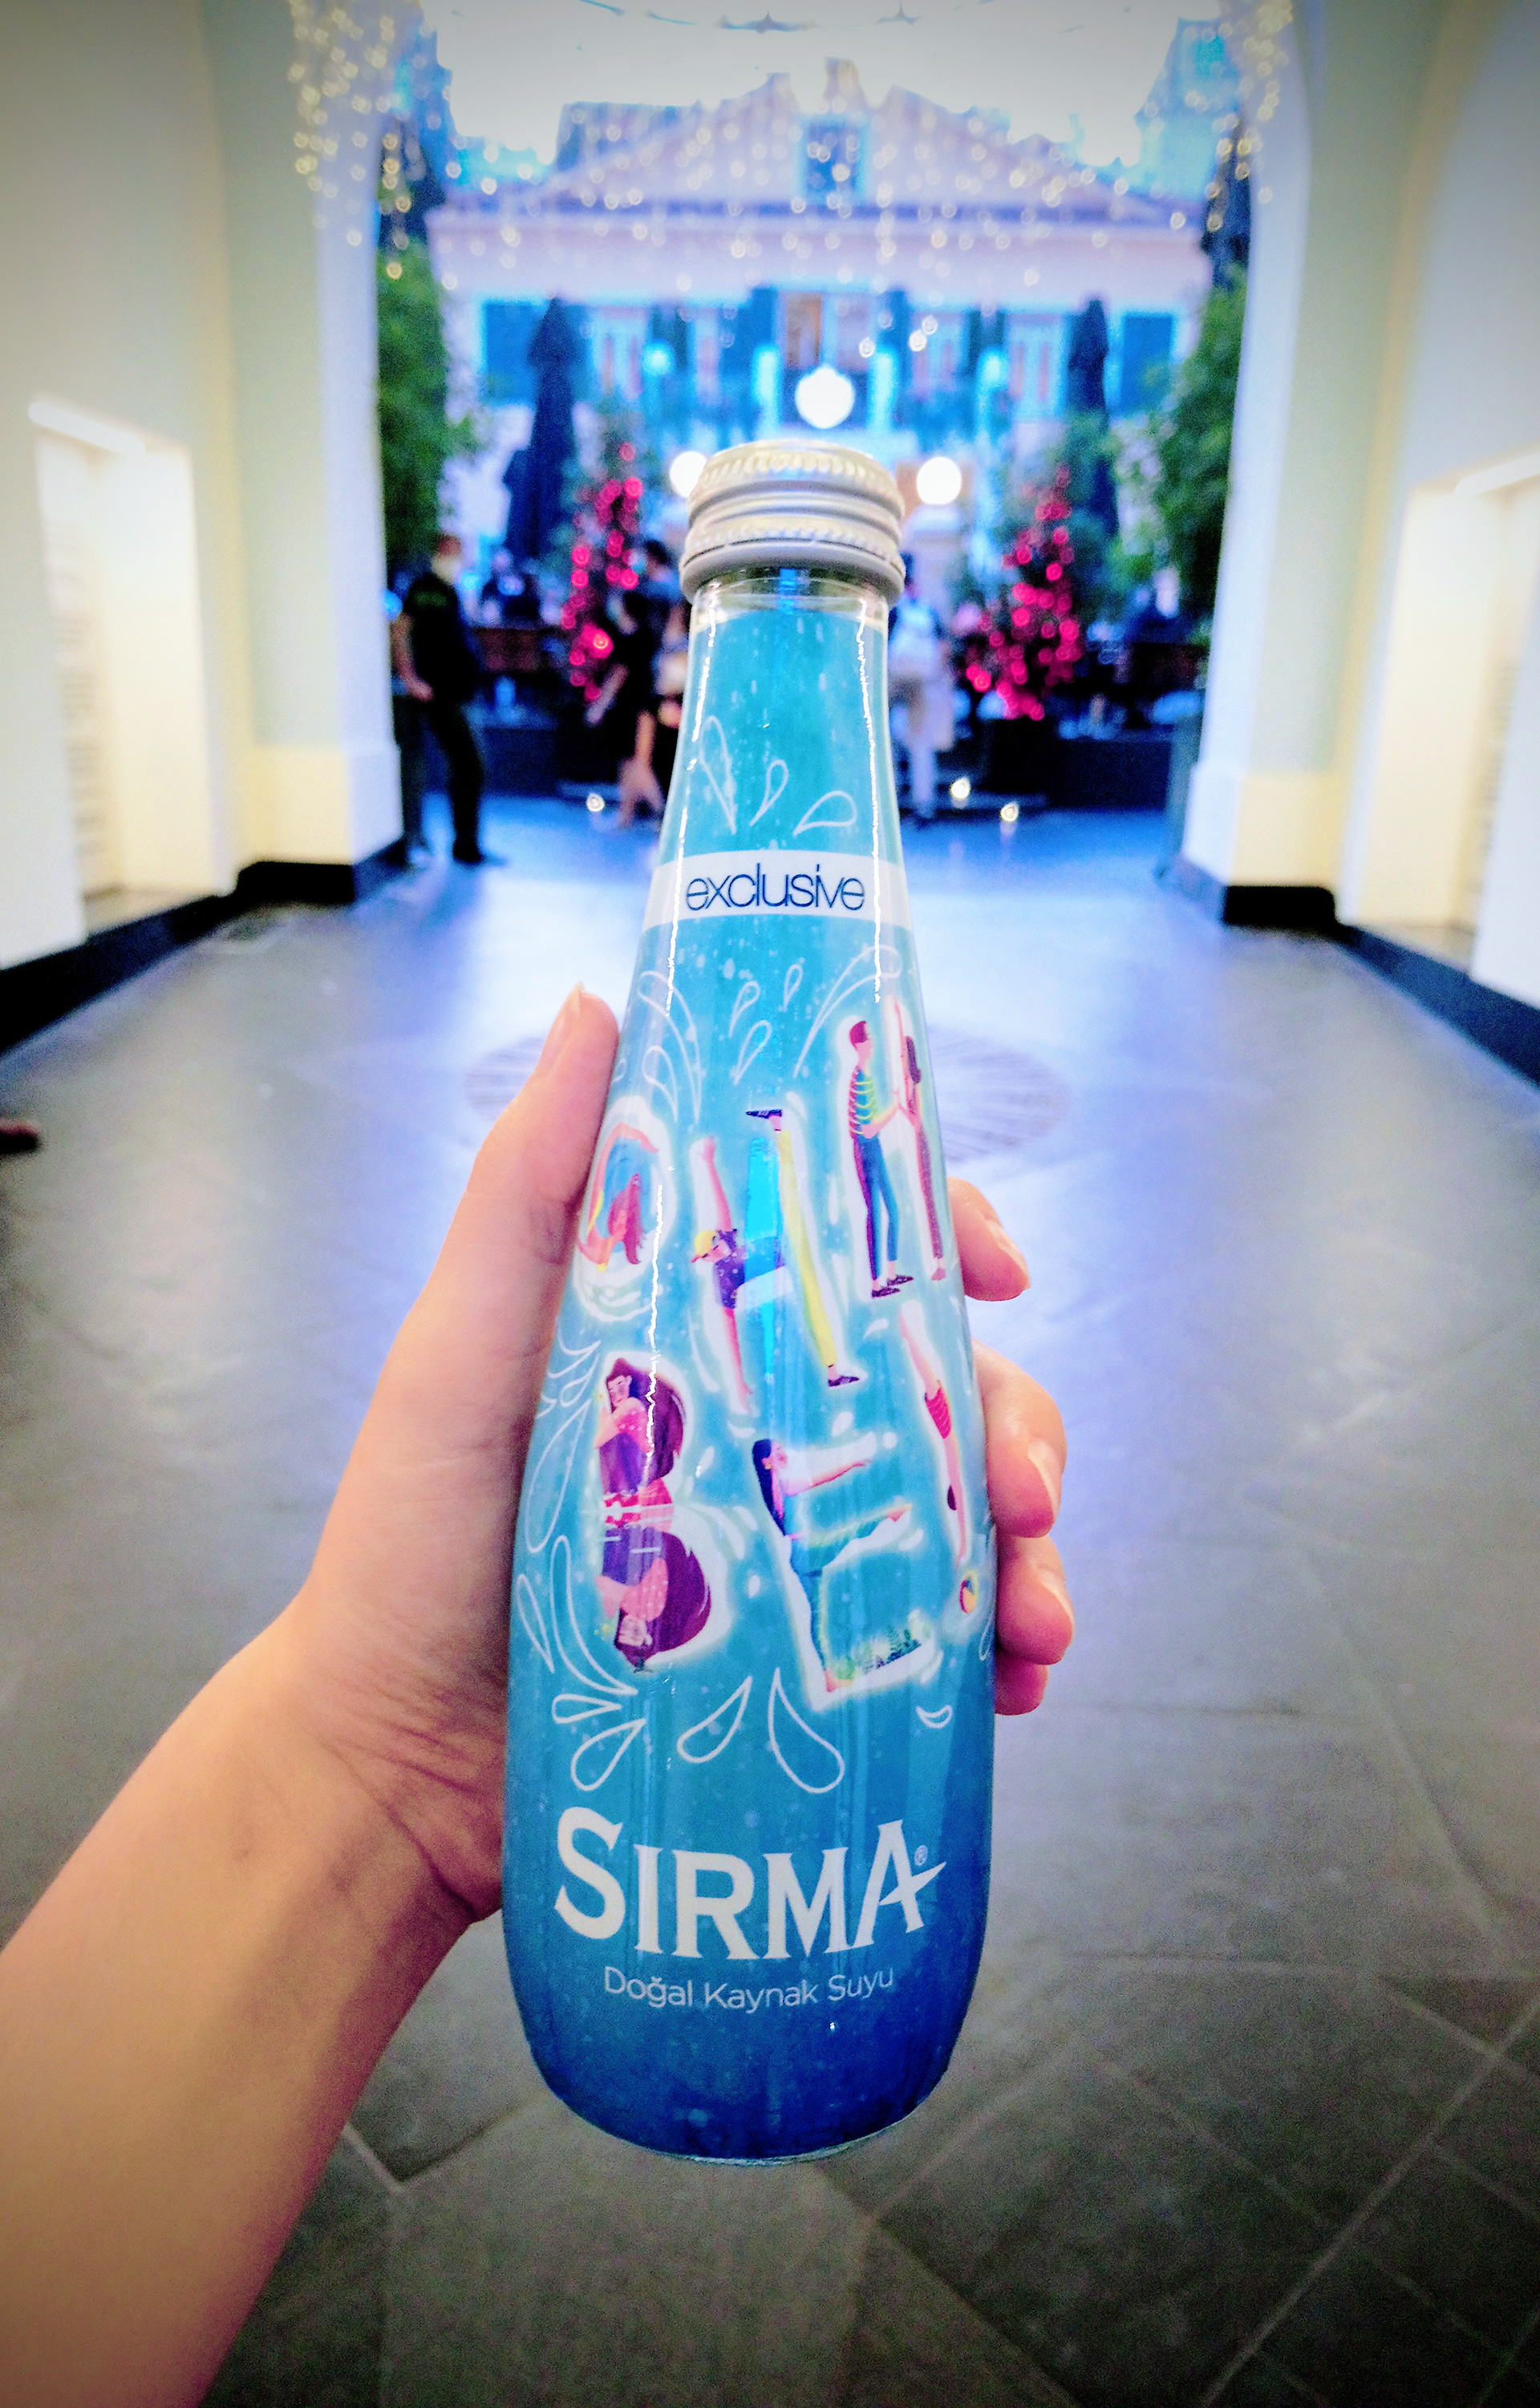 exclusive
SIRMA®
Doğal Kaynak Suyu